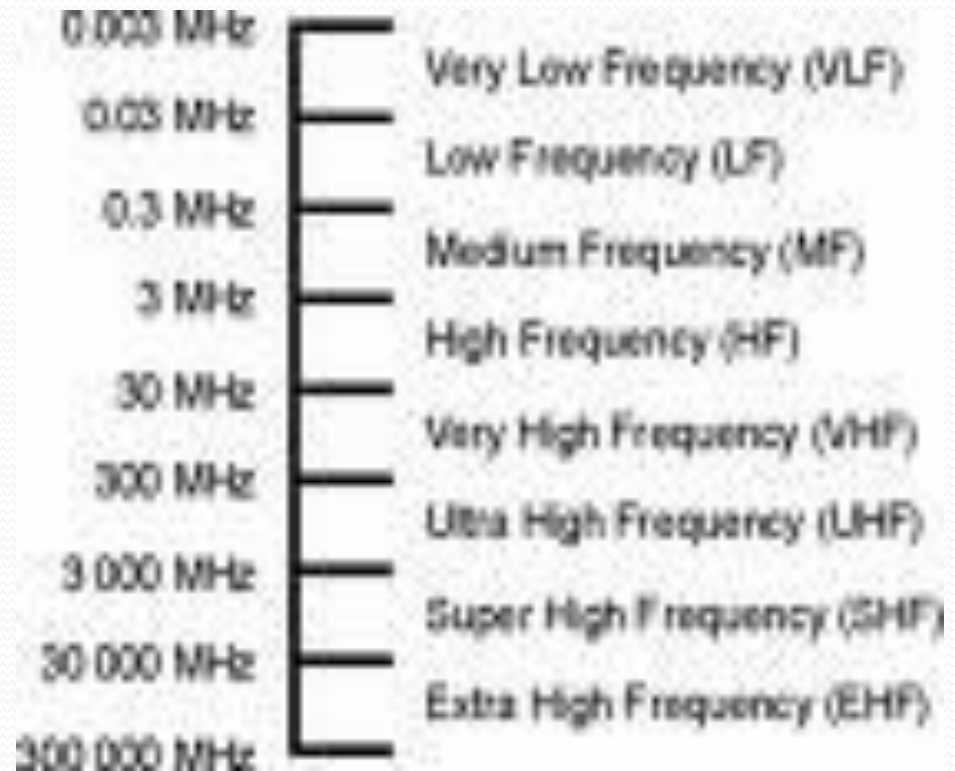 0.003 MHz
Very Low Frequency (VLF)
0.03 MHz
Low Frequency (LF)
0.3 MHz
Medium Frequency (MF)
3 MHz
High Frequency (HF)
30 MHz
Very High Frequency (VHF)
300 MHz
Ultra High Frequency (UHF)
3 000 MHz
Super High Frequency (SHF)
30 000 MHz
Extra High Frequency (EHF)
300 000 MHz